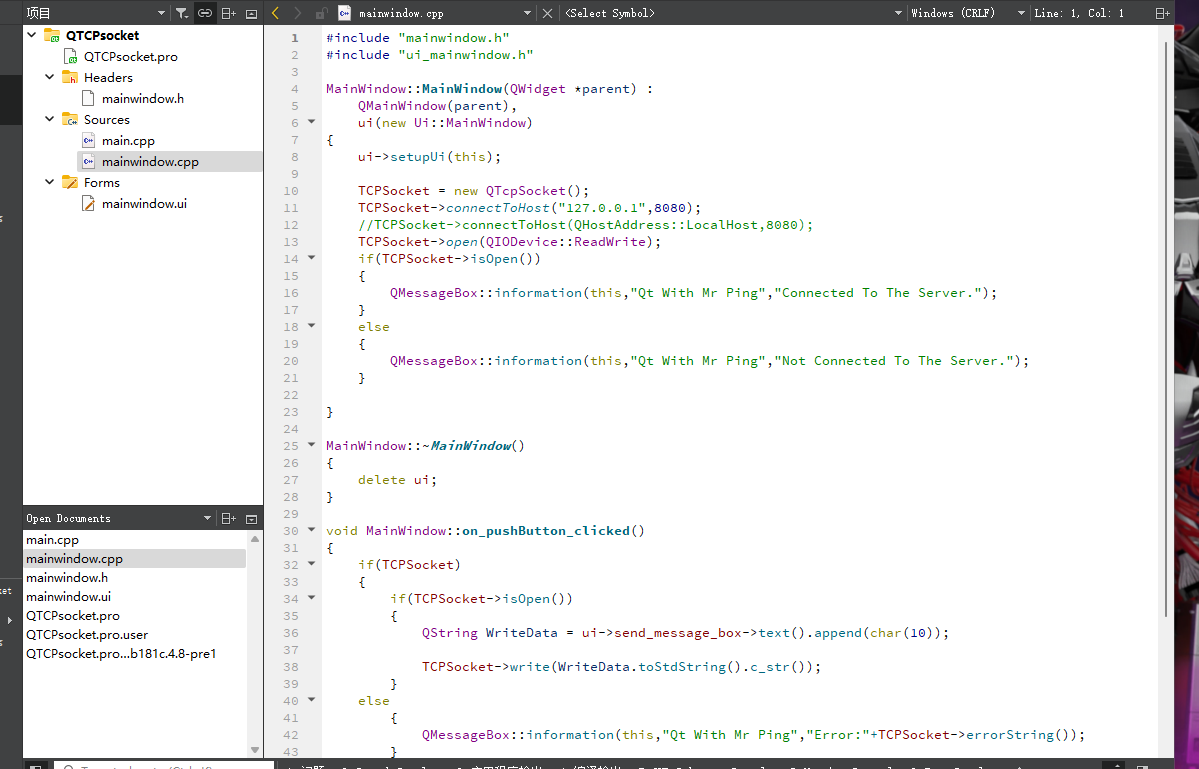 项目
mainwindow.cpp
<Select Symbol>
Windows (CRLF)
Line: 1, Col: 1
QTCPsocket
QTCPsocket.pro
Headers
mainwindow.h
Sources
main.cpp
mainwindow.cpp
Forms
mainwindow.ui
Open Documents
main.cpp
mainwindow.cpp
mainwindow.h
mainwindow.ui
QTCPsocket.pro
QTCPsocket.pro.user
QTCPsocket.pro...b181c.4.8-pre1
1 #include "mainwindow.h"
2 #include "ui_mainwindow.h"
3
4 MainWindow::MainWindow(QWidget *parent) :
5     QMainWindow(parent),
6     ui(new Ui::MainWindow)
7 {
8     ui->setupUi(this);
9
10     TCPSocket = new QTcpSocket();
11     TCPSocket->connectToHost("127.0.0.1",8080);
12     //TCPSocket->connectToHost(QHostAddress::LocalHost,8080);
13     TCPSocket->open(QIODevice::ReadWrite);
14     if(TCPSocket->isOpen())
15     {
16         QMessageBox::information(this,"Qt With Mr Ping","Connected To The Server.");
17     }
18     else
19     {
20         QMessageBox::information(this,"Qt With Mr Ping","Not Connected To The Server.");
21     }
22
23 }
24
25 MainWindow::~MainWindow()
26 {
27     delete ui;
28 }
29
30 void MainWindow::on_pushButton_clicked()
31 {
32     if(TCPSocket)
33     {
34         if(TCPSocket->isOpen())
35         {
36             QString WriteData = ui->send_message_box->text().append(char(10));
37
38             TCPSocket->write(WriteData.toStdString().c_str());
39         }
40     else
41         {
42             QMessageBox::information(this,"Qt With Mr Ping","Error:"+TCPSocket->errorString());
43         }